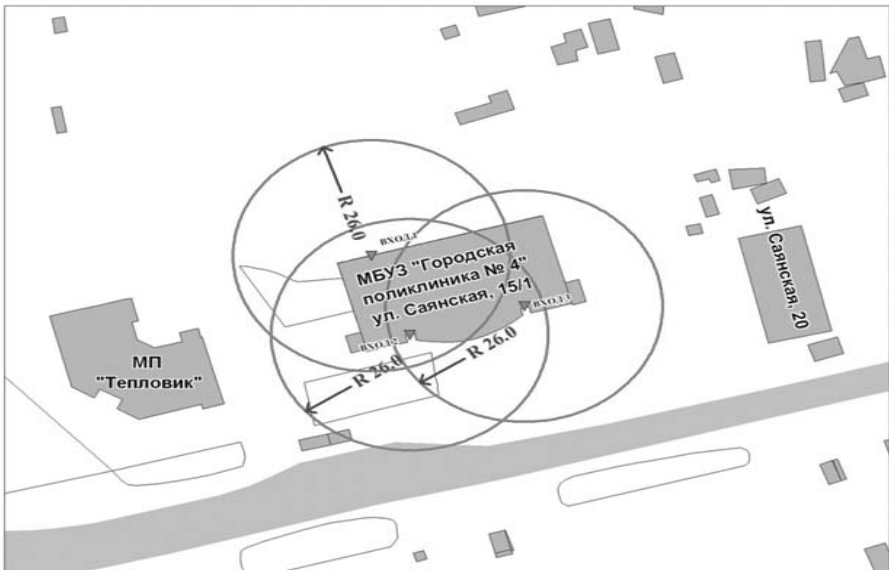 R 26.0
ВХОД 1
МБУЗ "Городская
поликлиника № 4"
ул. Саянская, 15/1
ВХОД 2
ВХОД 3
R 26.0
R 26.0
ул. Саянская, 20
МП
"Тепловик"